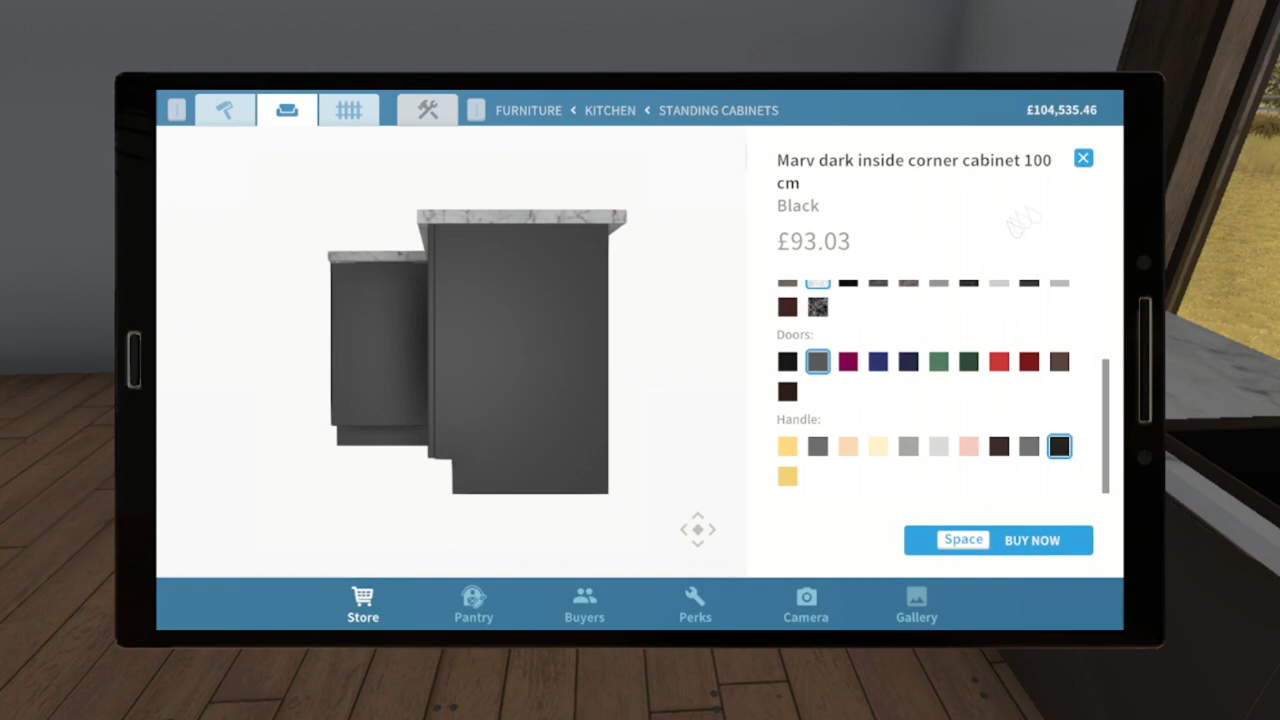 FURNITURE < KITCHEN < STANDING CABINETS
£104,535.46
Marv dark inside corner cabinet 100
cm
Black
£93.03
Doors:
Handle:
Space BUY NOW
Store
Pantry
Buyers
Perks
Camera
Gallery